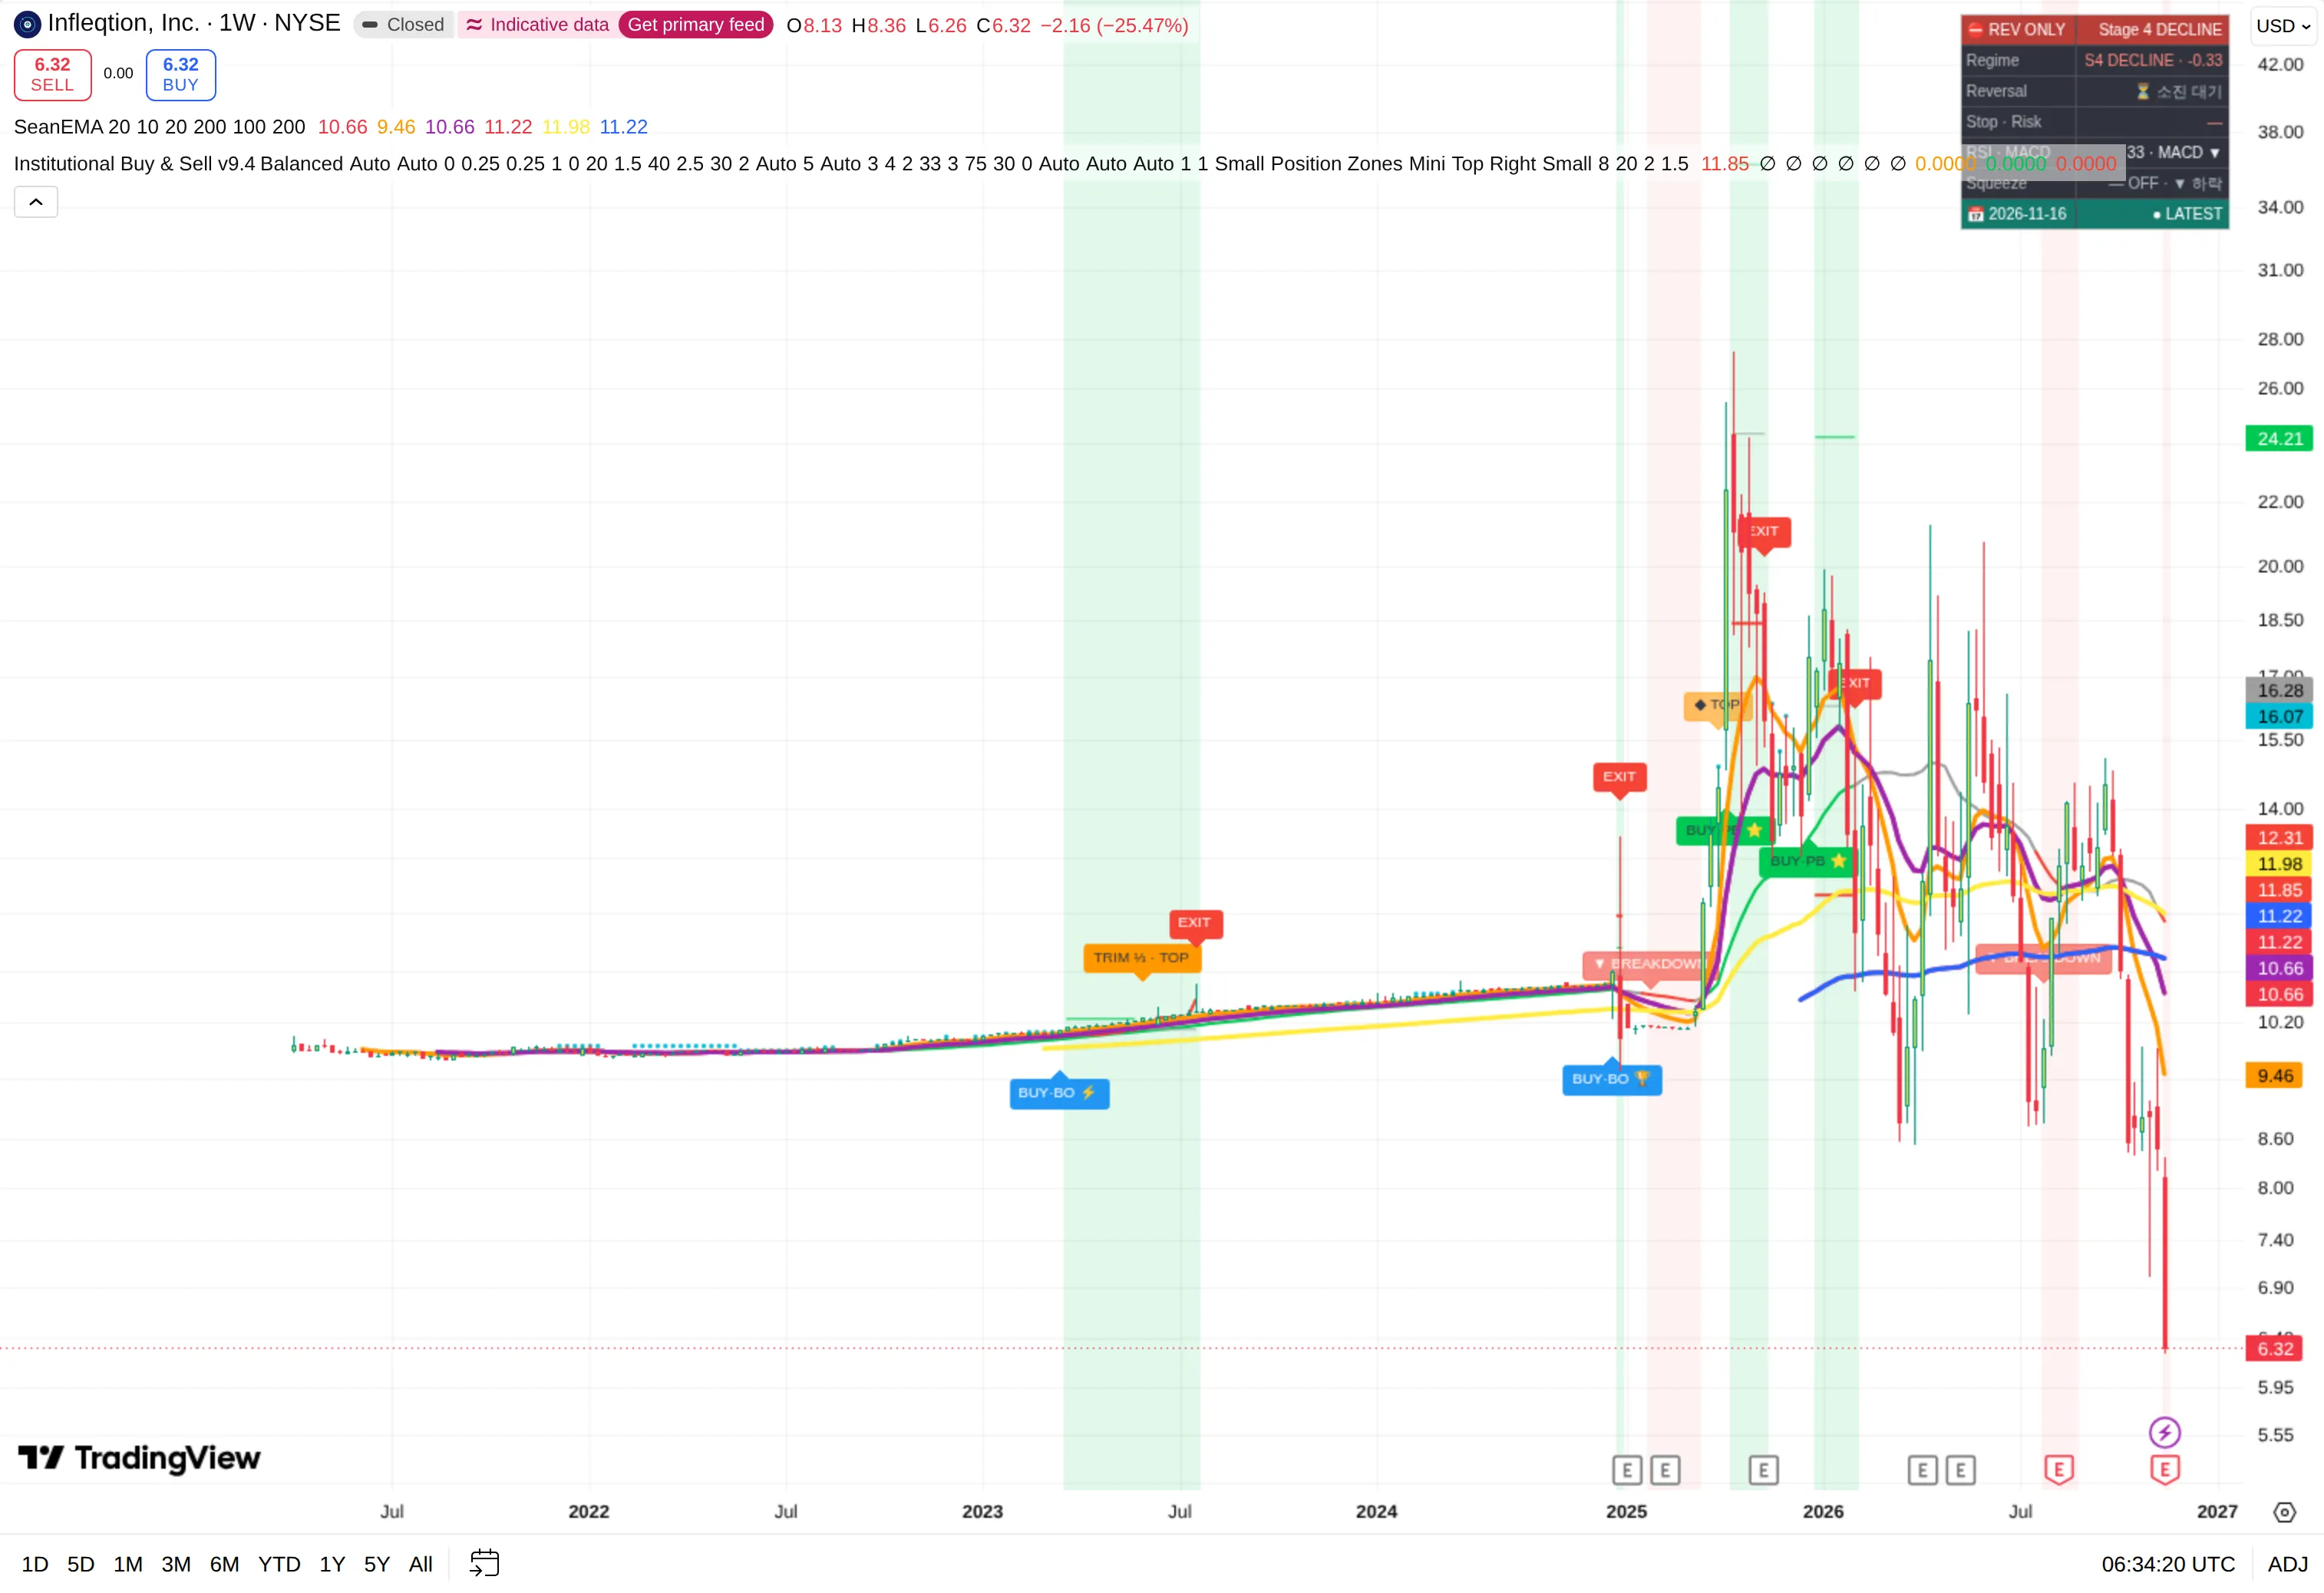 Infleqtion, Inc. · 1W · NYSE Closed Indicative data Get primary feed O8.13 H8.36 L6.26 C6.32 −2.16 (−25.47%)
6.32 SELL 0.00 6.32 BUY
SeanEMA 20 10 20 200 100 200 10.66 9.46 10.66 11.22 11.98 11.22
Institutional Buy & Sell v9.4 Balanced Auto Auto 0 0.25 0.25 1 0 20 1.5 40 2.5 30 2 Auto 5 Auto 3 4 2 33 3 75 30 0 Auto Auto Auto 1 1 Small Position Zones Mini Top Right Small 8 20 2 1.5 11.85 ∅ ∅ ∅ ∅ ∅ ∅ 0.0000 0.0000 0.0000
⛔ REV ONLY Stage 4 DECLINE
Regime S4 DECLINE · -0.33
Reversal ⏳ 소진 대기
Stop · Risk —
RSI · MACD 33 · MACD ▼
Squeeze — OFF · ▼ 하락
📅 2026-11-16 ● LATEST
USD
42.00
38.00
34.00
31.00
28.00
26.00
24.21
22.00
20.00
18.50
17.00
16.28
16.07
15.50
14.00
12.31
11.98
11.85
11.22
11.22
10.66
10.66
10.20
9.46
8.60
8.00
7.40
6.90
6.32
5.95
5.55
EXIT
◆ TOP
EXIT
EXIT
BUY·PB ⭐
BUY·PB ⭐
EXIT
TRIM ⅓ · TOP
▼ BREAKDOWN
▼ BREAKDOWN
BUY·BO ⚡
BUY·BO 🏆
TradingView
E E E E E E E
Jul 2022 Jul 2023 Jul 2024 2025 2026 Jul 2027
1D 5D 1M 3M 6M YTD 1Y 5Y All 06:34:20 UTC ADJ